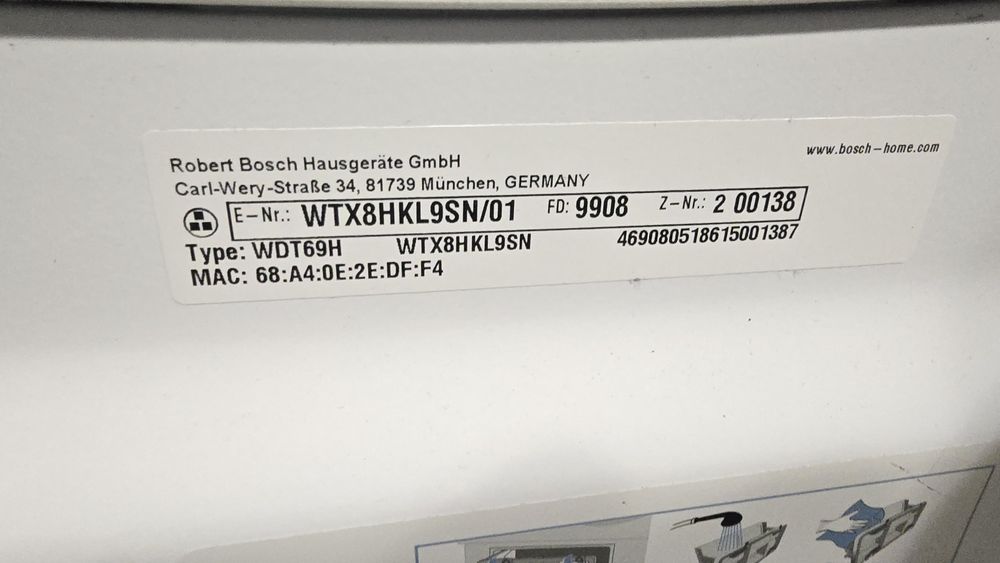 Robert Bosch Hausgeräte GmbH
www.bosch-home.com
Carl-Wery-Straße 34, 81739 München, GERMANY
E-Nr.: WTX8HKL9SN/01 FD: 9908 Z-Nr.: 2 00138
Type: WDT69H WTX8HKL9SN 469080518615001387
MAC: 68:A4:0E:2E:DF:F4